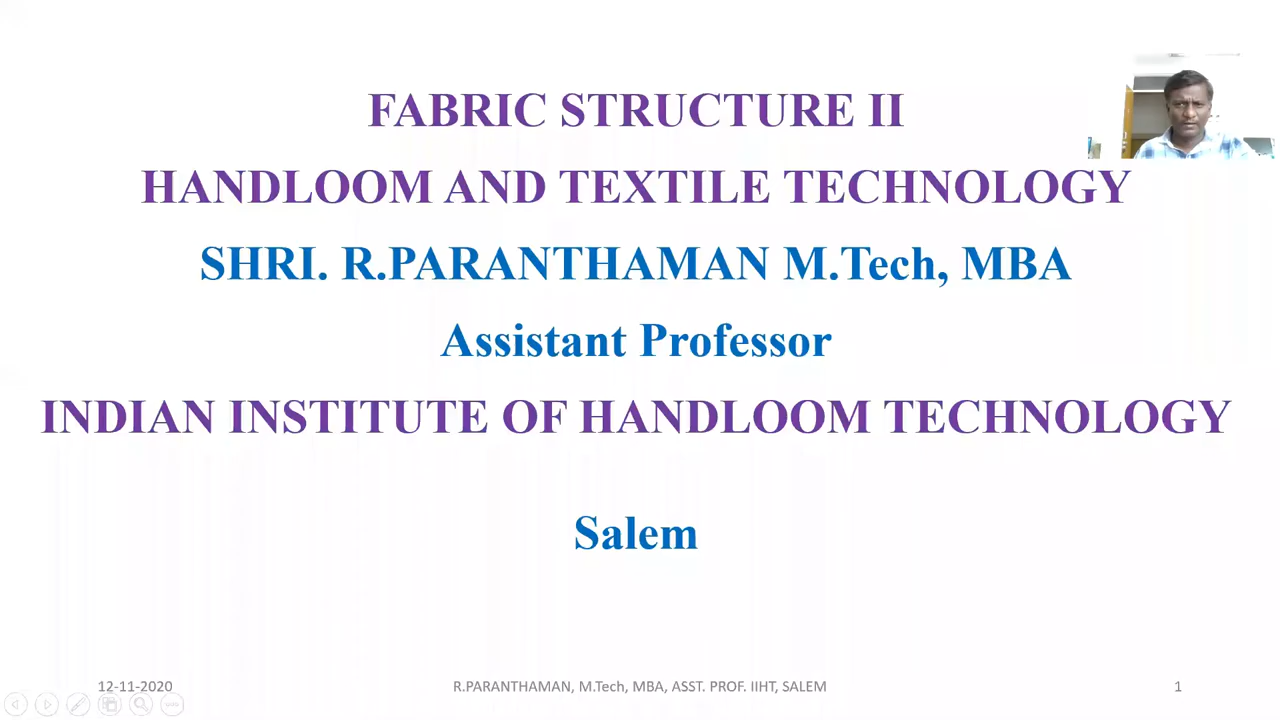 FABRIC STRUCTURE II
HANDLOOM AND TEXTILE TECHNOLOGY
SHRI. R.PARANTHAMAN M.Tech, MBA
Assistant Professor
INDIAN INSTITUTE OF HANDLOOM TECHNOLOGY
Salem
12-11-2020
R.PARANTHAMAN, M.Tech, MBA, ASST. PROF. IIHT, SALEM
1